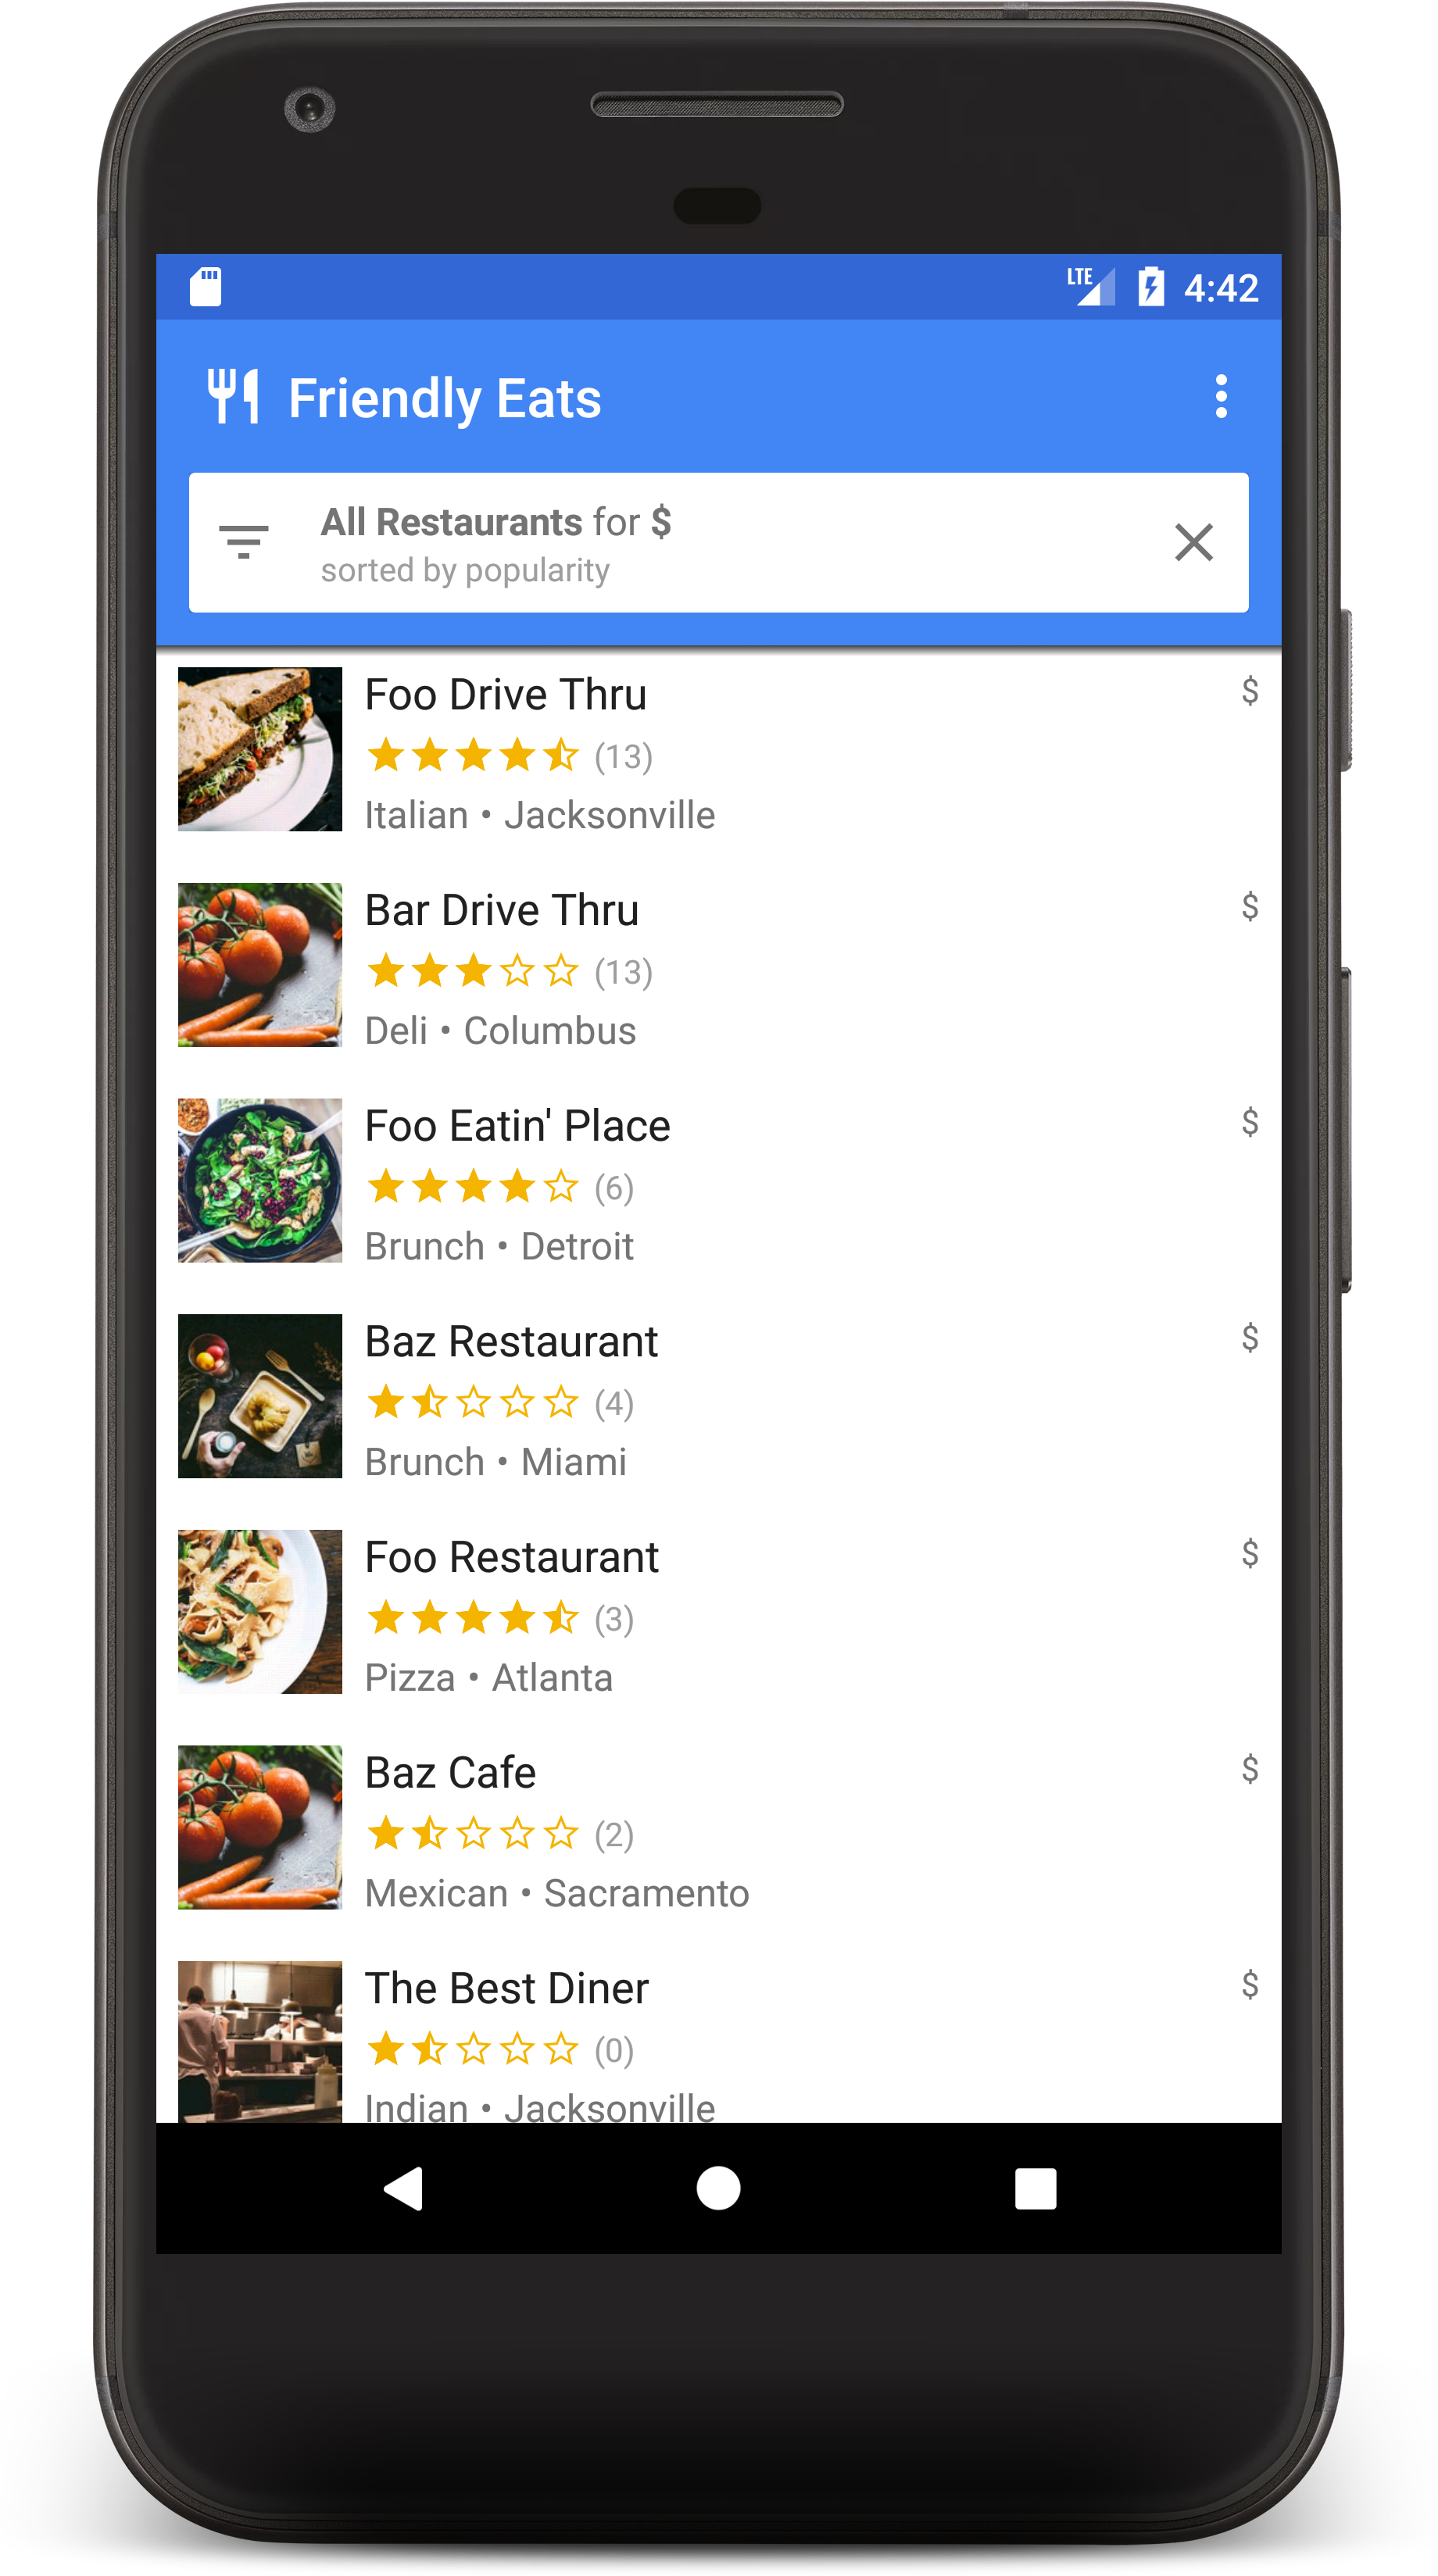 LTE 4:42
Friendly Eats
All Restaurants for $
sorted by popularity
Foo Drive Thru $
(13)
Italian • Jacksonville
Bar Drive Thru $
(13)
Deli • Columbus
Foo Eatin' Place $
(6)
Brunch • Detroit
Baz Restaurant $
(4)
Brunch • Miami
Foo Restaurant $
(3)
Pizza • Atlanta
Baz Cafe $
(2)
Mexican • Sacramento
The Best Diner $
(0)
Indian • Jacksonville